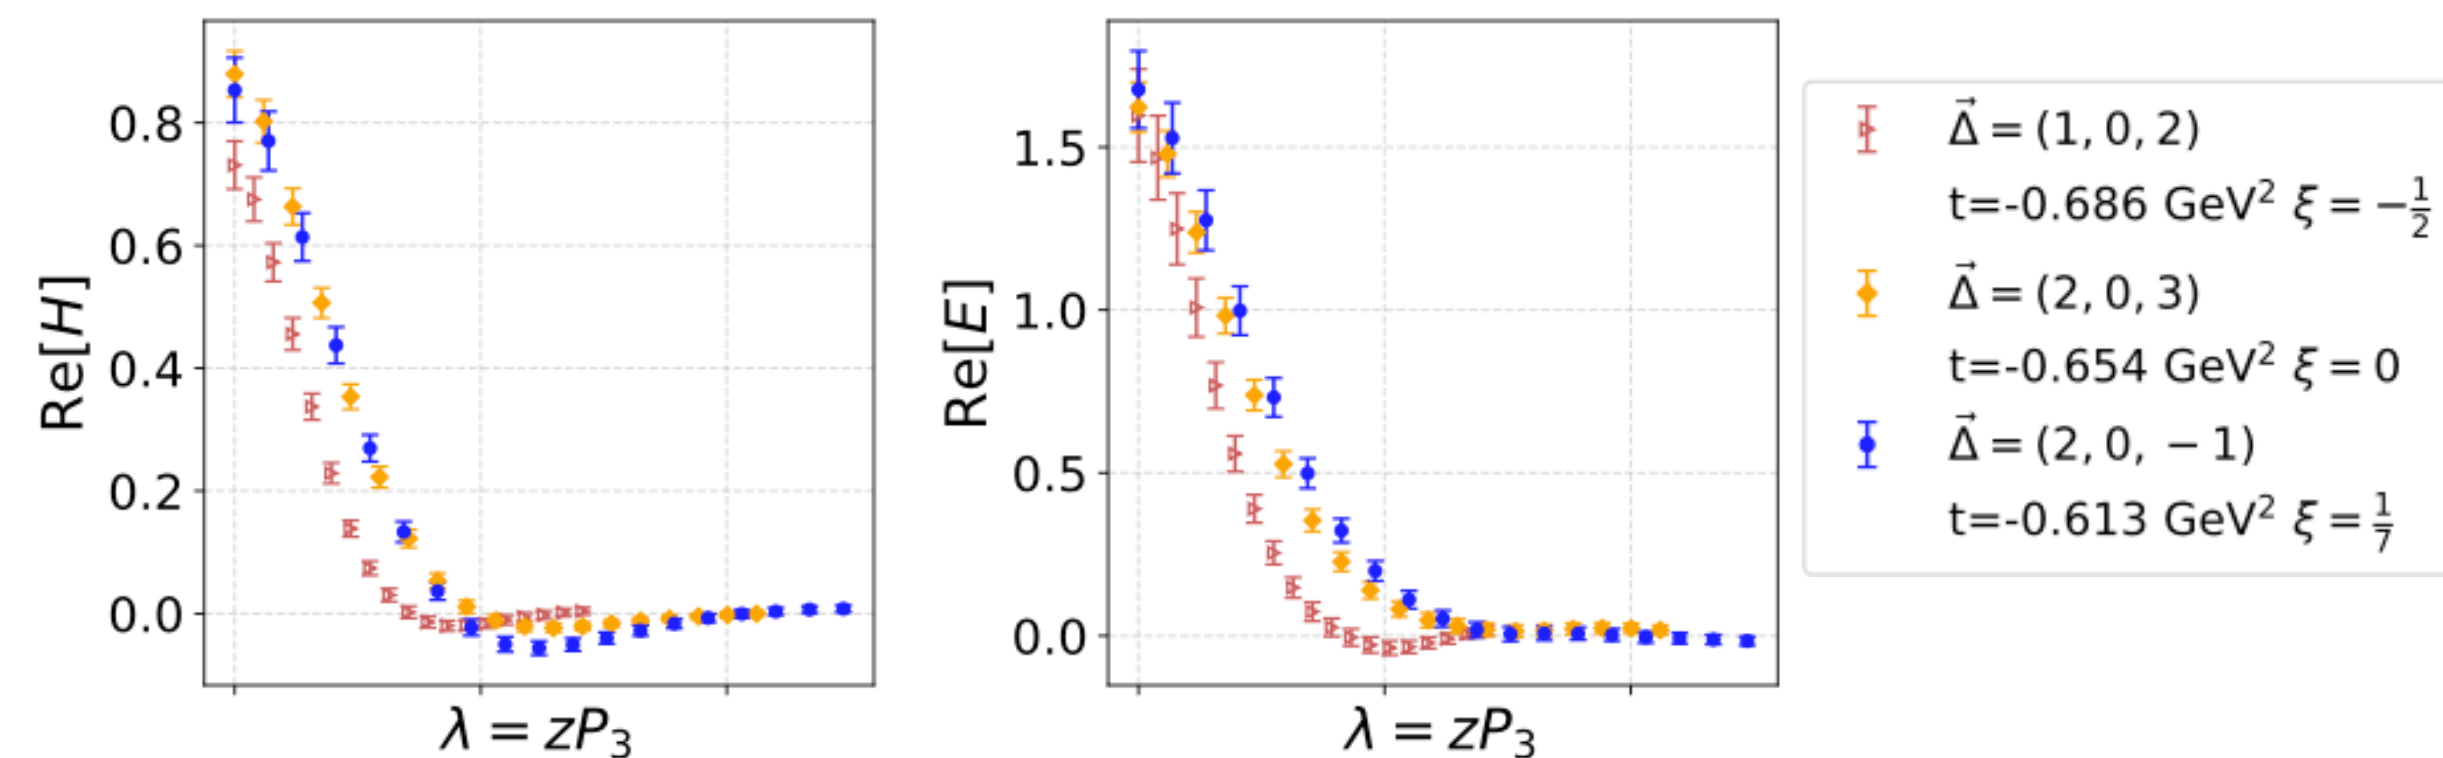 Re[H]
0.8
0.6
0.4
0.2
0.0
λ = zP₃
Re[E]
1.5
1.0
0.5
0.0
λ = zP₃
Δ⃗ = (1, 0, 2)
t=-0.686 GeV² ξ = −1/2
Δ⃗ = (2, 0, 3)
t=-0.654 GeV² ξ = 0
Δ⃗ = (2, 0, − 1)
t=-0.613 GeV² ξ = 1/7